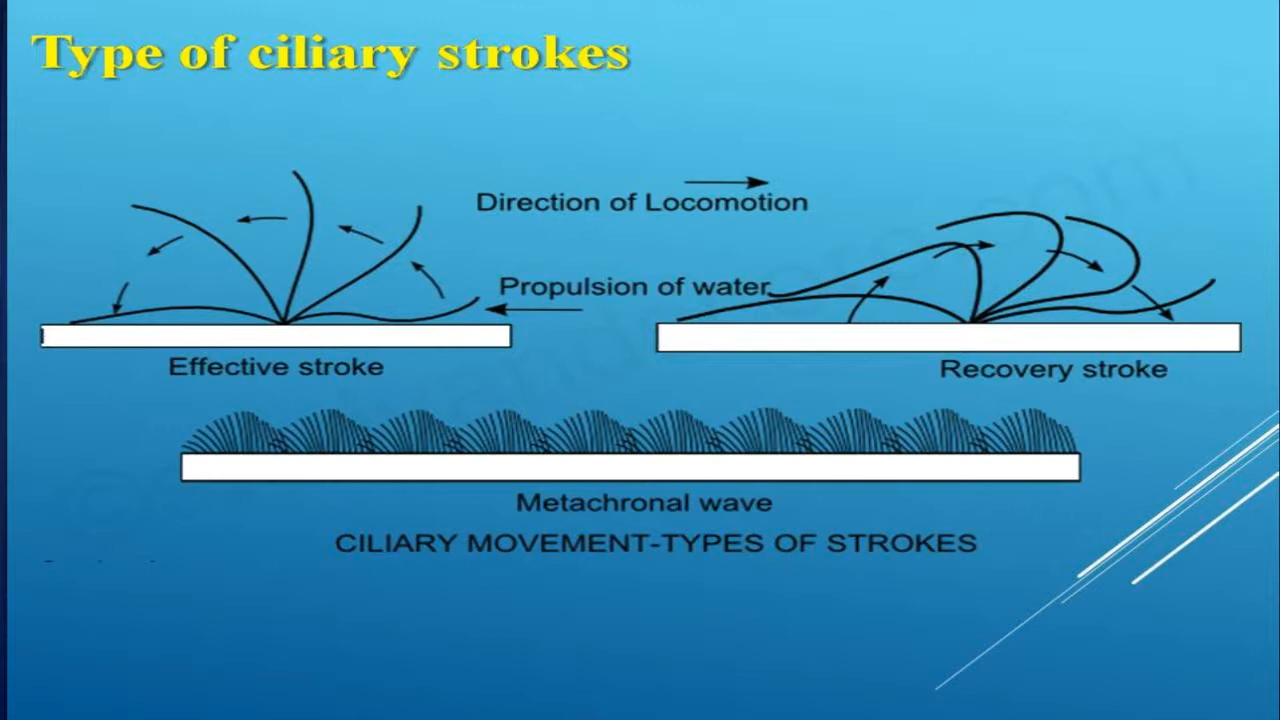 Type of ciliary strokes
Direction of Locomotion
Propulsion of water
Effective stroke
Recovery stroke
Metachronal wave
CILIARY MOVEMENT-TYPES OF STROKES